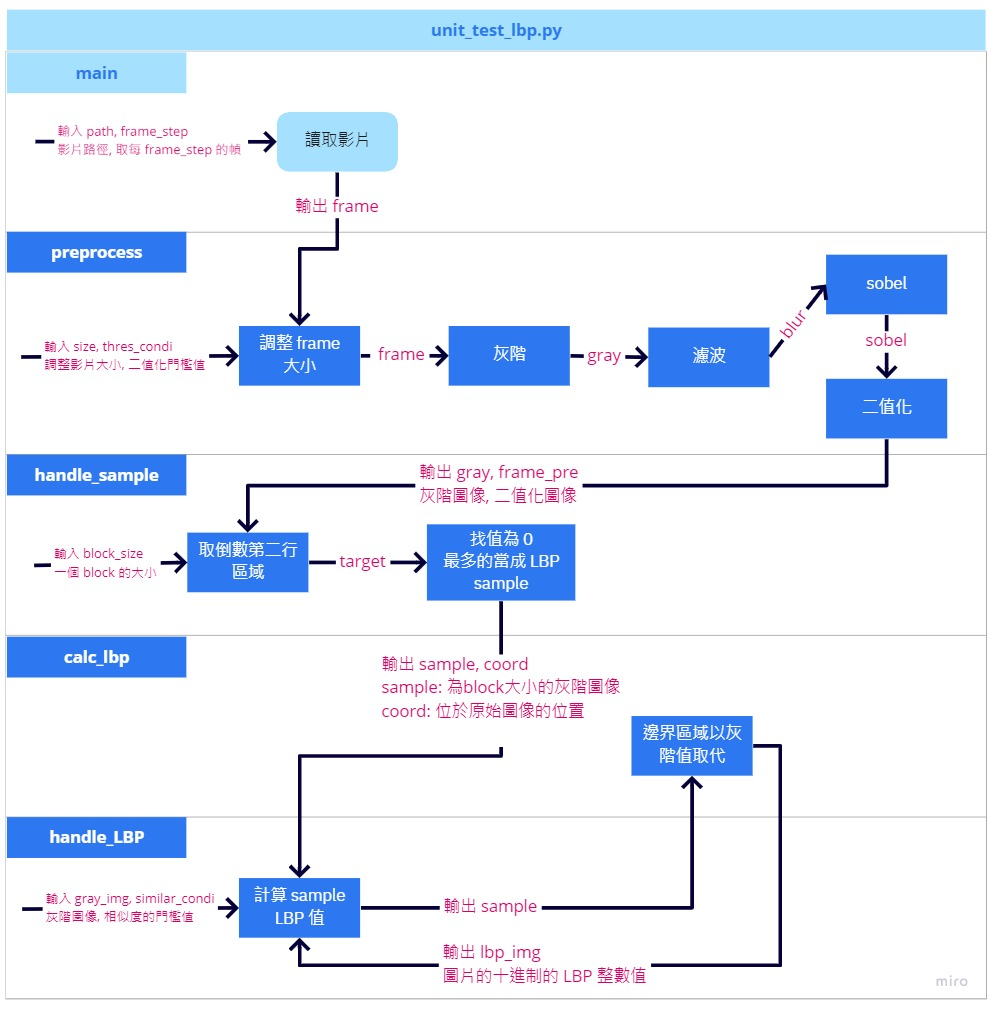 unit_test_lbp.py
main
輸入 path, frame_step
影片路徑, 取每 frame_step 的幀
讀取影片
輸出 frame
preprocess
輸入 size, thres_condi
調整影片大小, 二值化門檻值
調整 frame
大小
frame
灰階
gray
濾波
blur
sobel
sobel
二值化
handle_sample
輸出 gray, frame_pre
灰階圖像, 二值化圖像
輸入 block_size
一個 block 的大小
取倒數第二行
區域
target
找值為 0
最多的當成 LBP
sample
calc_lbp
輸出 sample, coord
sample: 為block大小的灰階圖像
coord: 位於原始圖像的位置
邊界區域以灰
階值取代
handle_LBP
輸入 gray_img, similar_condi
灰階圖像, 相似度的門檻值
計算 sample
LBP 值
輸出 sample
輸出 lbp_img
圖片的十進制的 LBP 整數值
miro